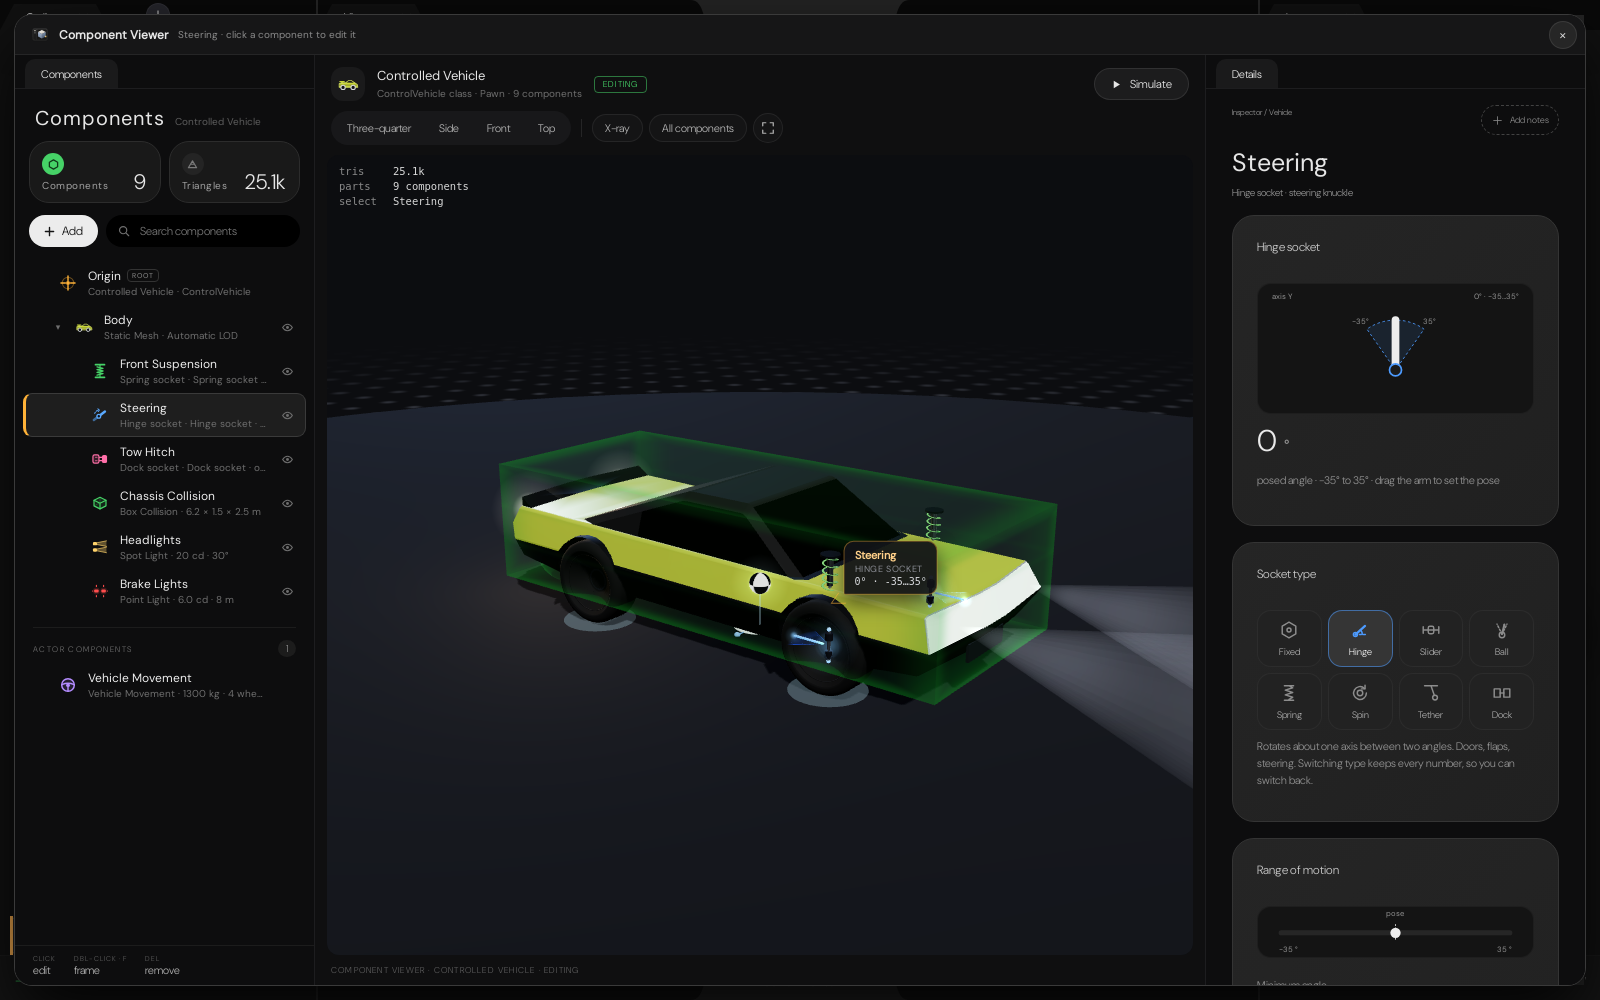 Component Viewer Steering · click a component to edit it
×
Components
Components Controlled Vehicle
Components 9
Triangles 25.1k
Add
Search components
Origin ROOT
Controlled Vehicle · ControlVehicle
Body
Static Mesh · Automatic LOD
Front Suspension
Spring socket · Spring socket ...
Steering
Hinge socket · Hinge socket · ...
Tow Hitch
Dock socket · Dock socket · o...
Chassis Collision
Box Collision · 6.2 × 1.5 × 2.5 m
Headlights
Spot Light · 20 cd · 30°
Brake Lights
Point Light · 6.0 cd · 8 m
ACTOR COMPONENTS 1
Vehicle Movement
Vehicle Movement · 1300 kg · 4 whe...
CLICK DBL-CLICK · F DEL
edit frame remove
Controlled Vehicle
ControlVehicle class · Pawn · 9 components
EDITING
Simulate
Three-quarter Side Front Top X-ray All components
tris 25.1k
parts 9 components
select Steering
Steering
HINGE SOCKET
0° · -35…35°
COMPONENT VIEWER · CONTROLLED VEHICLE · EDITING
Details
Inspector / Vehicle
Add notes
Steering
Hinge socket · steering knuckle
Hinge socket
axis Y 0° · -35…35°
-35° 35°
0 °
posed angle · -35° to 35° · drag the arm to set the pose
Socket type
Fixed Hinge Slider Ball
Spring Spin Tether Dock
Rotates about one axis between two angles. Doors, flaps,
steering. Switching type keeps every number, so you can
switch back.
Range of motion
pose
-35 ° 35 °